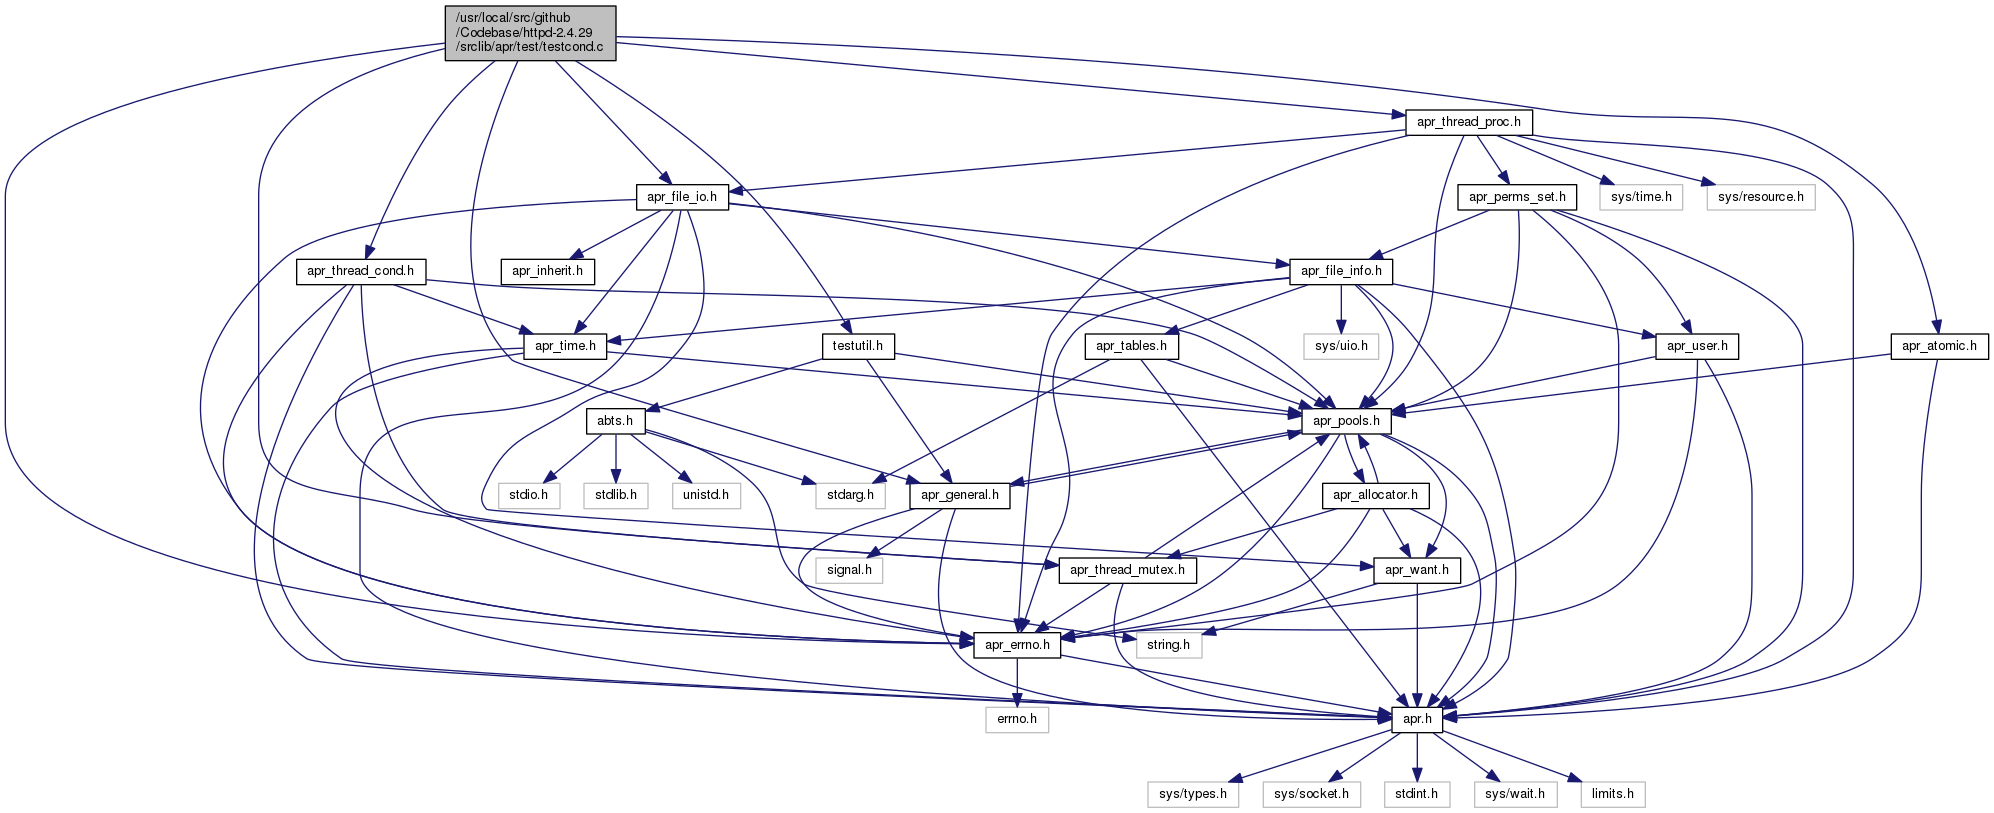 /usr/local/src/github
/Codebase/httpd-2.4.29
/srclib/apr/test/testcond.c
apr_thread_proc.h
apr_file_io.h
apr_perms_set.h
sys/time.h
sys/resource.h
apr_thread_cond.h
apr_inherit.h
apr_file_info.h
apr_time.h
testutil.h
apr_tables.h
sys/uio.h
apr_user.h
apr_atomic.h
abts.h
apr_pools.h
stdio.h
stdlib.h
unistd.h
stdarg.h
apr_general.h
apr_allocator.h
signal.h
apr_thread_mutex.h
apr_want.h
apr_errno.h
string.h
errno.h
apr.h
sys/types.h
sys/socket.h
stdint.h
sys/wait.h
limits.h